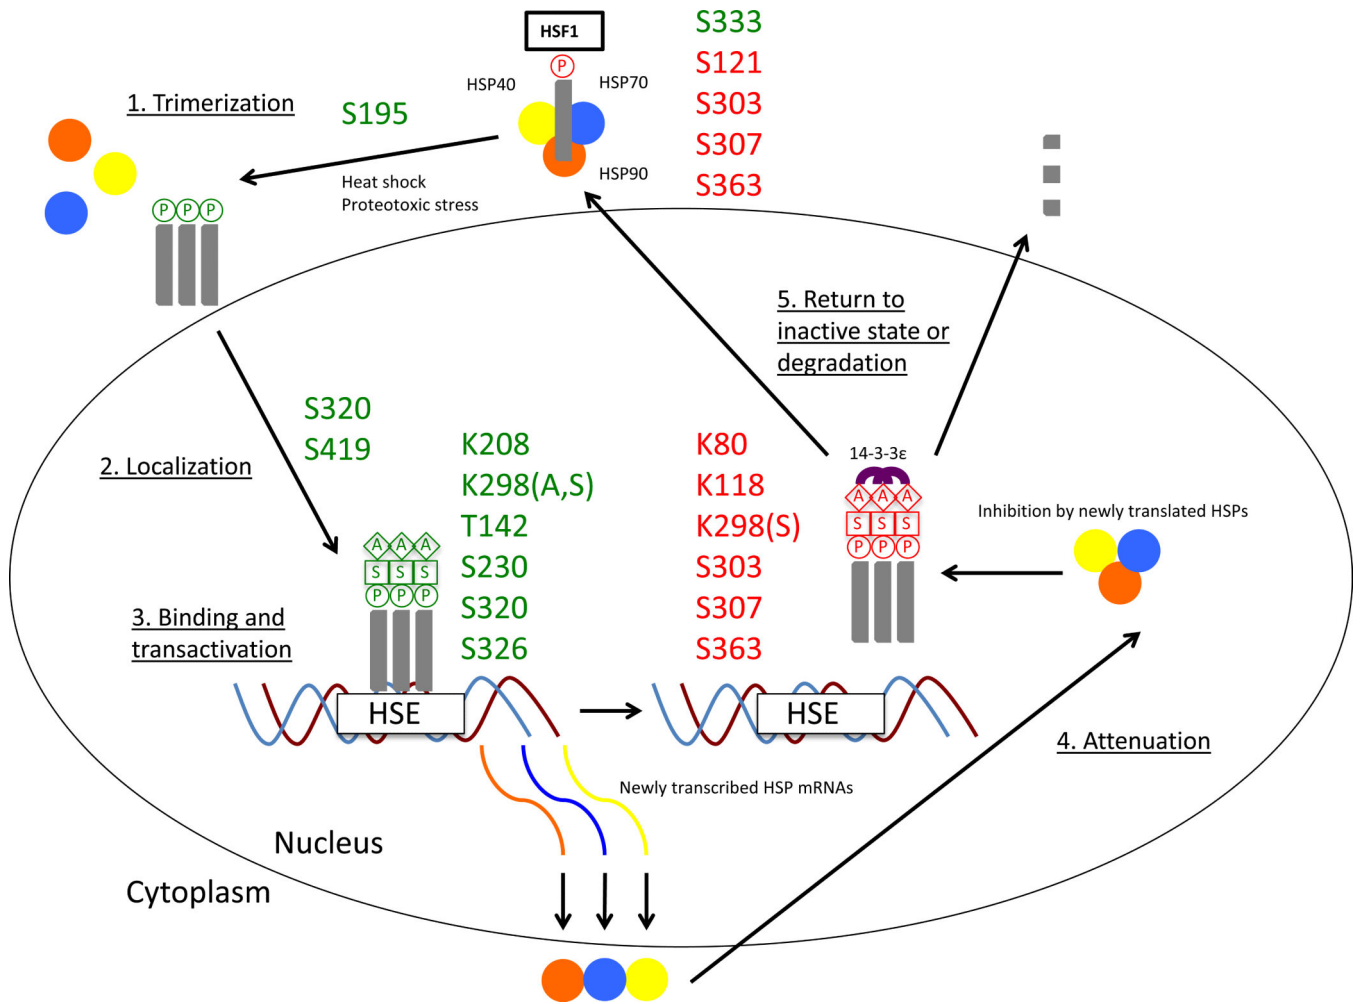 HSF1
P
HSP40
HSP70
HSP90
S333
S121
S303
S307
S363
1. Trimerization
S195
Heat shock
Proteotoxic stress
P P P
5. Return to
inactive state or
degradation
S320
S419
2. Localization
K208
K298(A,S)
T142
S230
S320
S326
A A A
S S S
P P P
3. Binding and
transactivation
HSE
K80
K118
K298(S)
S303
S307
S363
14-3-3ε
A A A
S S S
P P P
Inhibition by newly translated HSPs
HSE
4. Attenuation
Newly transcribed HSP mRNAs
Nucleus
Cytoplasm